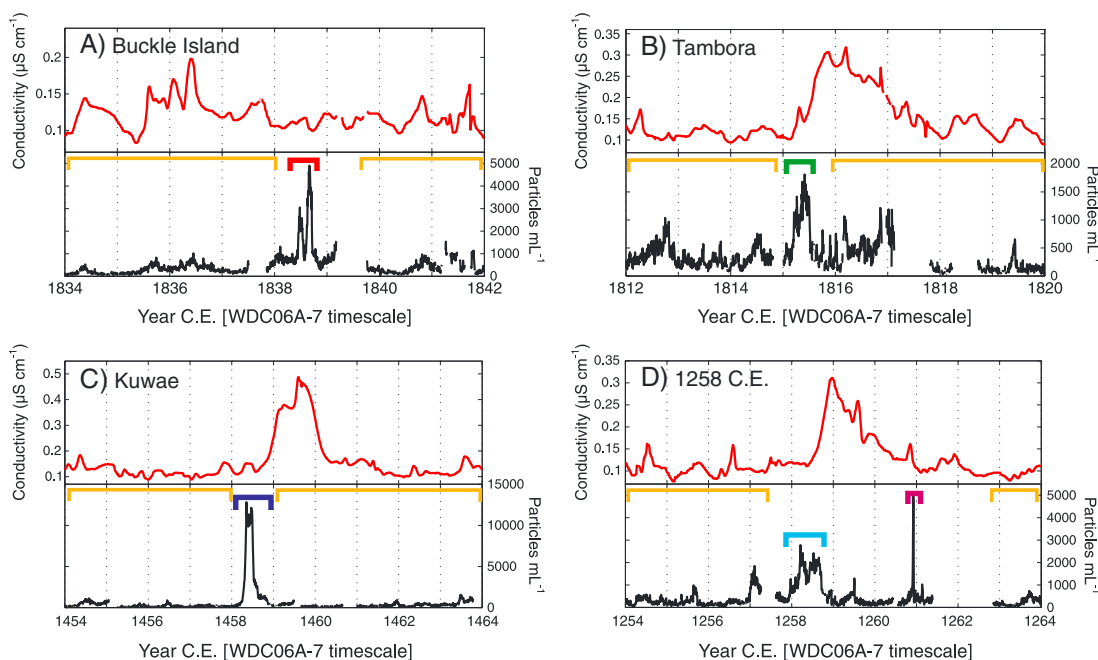 A) Buckle Island
Conductivity (µS cm⁻¹)
0.2
0.15
0.1
5000
4000
3000
2000
1000
0
Particles mL⁻¹
1834 1836 1838 1840 1842
Year C.E. [WDC06A-7 timescale]
B) Tambora
Conductivity (µS cm⁻¹)
0.35
0.3
0.25
0.2
0.15
0.1
2000
1500
1000
500
0
Particles mL⁻¹
1812 1814 1816 1818 1820
Year C.E. [WDC06A-7 timescale]
C) Kuwae
Conductivity (µS cm⁻¹)
0.5
0.4
0.3
0.2
0.1
15000
10000
5000
0
Particles mL⁻¹
1454 1456 1458 1460 1462 1464
Year C.E. [WDC06A-7 timescale]
D) 1258 C.E.
Conductivity (µS cm⁻¹)
0.35
0.3
0.25
0.2
0.15
0.1
5000
4000
3000
2000
1000
0
Particles mL⁻¹
1254 1256 1258 1260 1262 1264
Year C.E. [WDC06A-7 timescale]